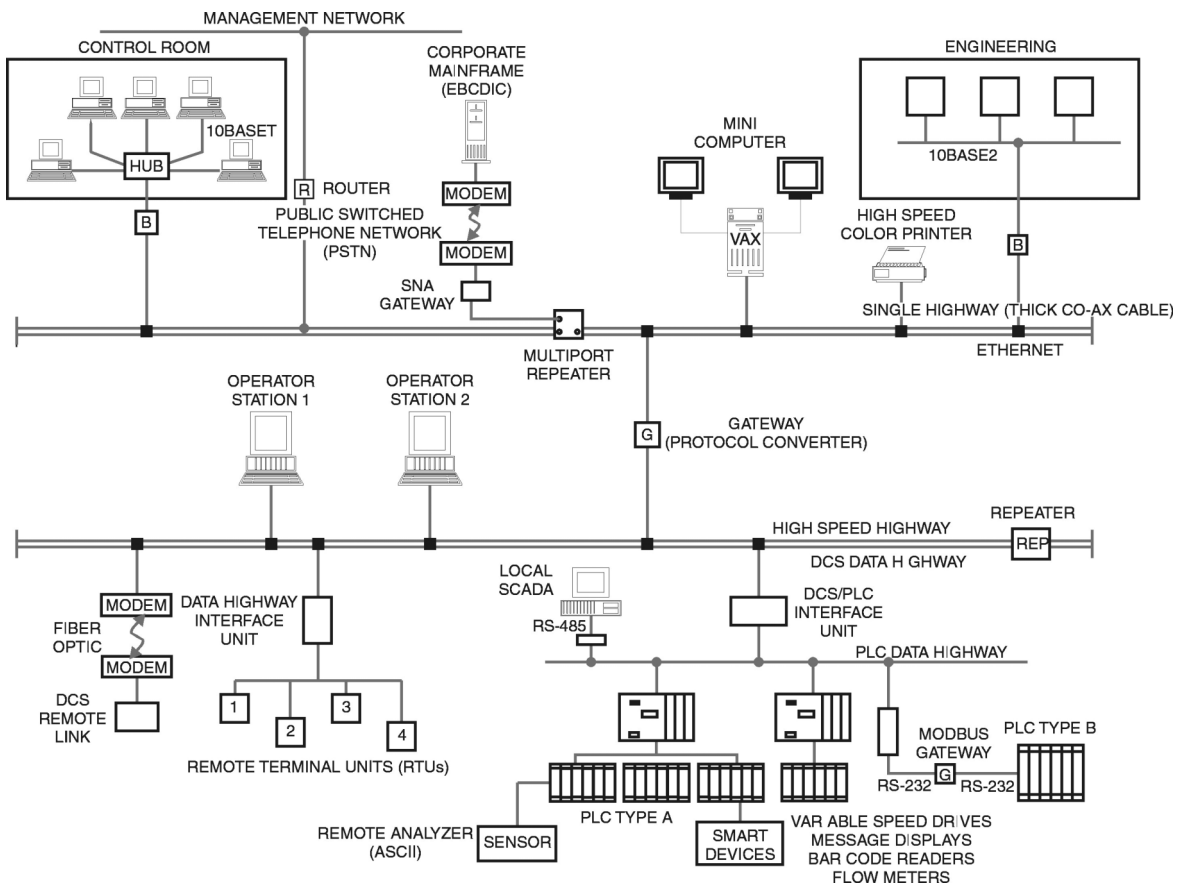 MANAGEMENT NETWORK
CONTROL ROOM
10BASET
HUB
B
R
ROUTER
PUBLIC SWITCHED
TELEPHONE NETWORK
(PSTN)
CORPORATE
MAINFRAME
(EBCDIC)
MODEM
MODEM
SNA
GATEWAY
MINI
COMPUTER
VAX
ENGINEERING
10BASE2
HIGH SPEED
COLOR PRINTER
B
SINGLE HIGHWAY (THICK CO-AX CABLE)
ETHERNET
MULTIPORT
REPEATER
OPERATOR
STATION 1
OPERATOR
STATION 2
G
GATEWAY
(PROTOCOL CONVERTER)
HIGH SPEED HIGHWAY
REPEATER
REP
DCS DATA H GHWAY
MODEM
FIBER
OPTIC
MODEM
DCS
REMOTE
LINK
DATA HIGHWAY
INTERFACE
UNIT
1
2
3
4
REMOTE TERMINAL UNITS (RTUs)
LOCAL
SCADA
RS-485
DCS/PLC
INTERFACE
UNIT
PLC DATA HIGHWAY
MODBUS
GATEWAY
PLC TYPE B
RS-232
G
RS-232
PLC TYPE A
REMOTE ANALYZER
(ASCII)
SENSOR
SMART
DEVICES
VAR ABLE SPEED DRIVES
MESSAGE DISPLAYS
BAR CODE READERS
FLOW METERS